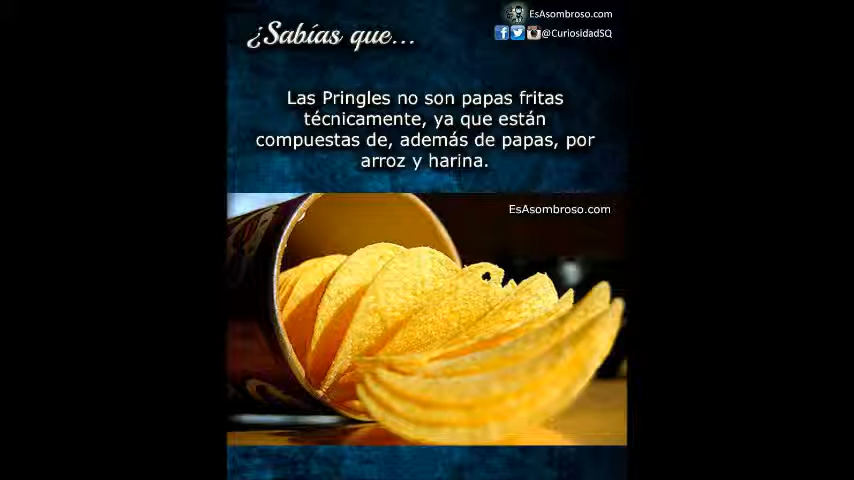 EsAsombroso.com
¿Sabías que...
@CuriosidadSQ
Las Pringles no son papas fritas
técnicamente, ya que están
compuestas de, además de papas, por
arroz y harina.
EsAsombroso.com